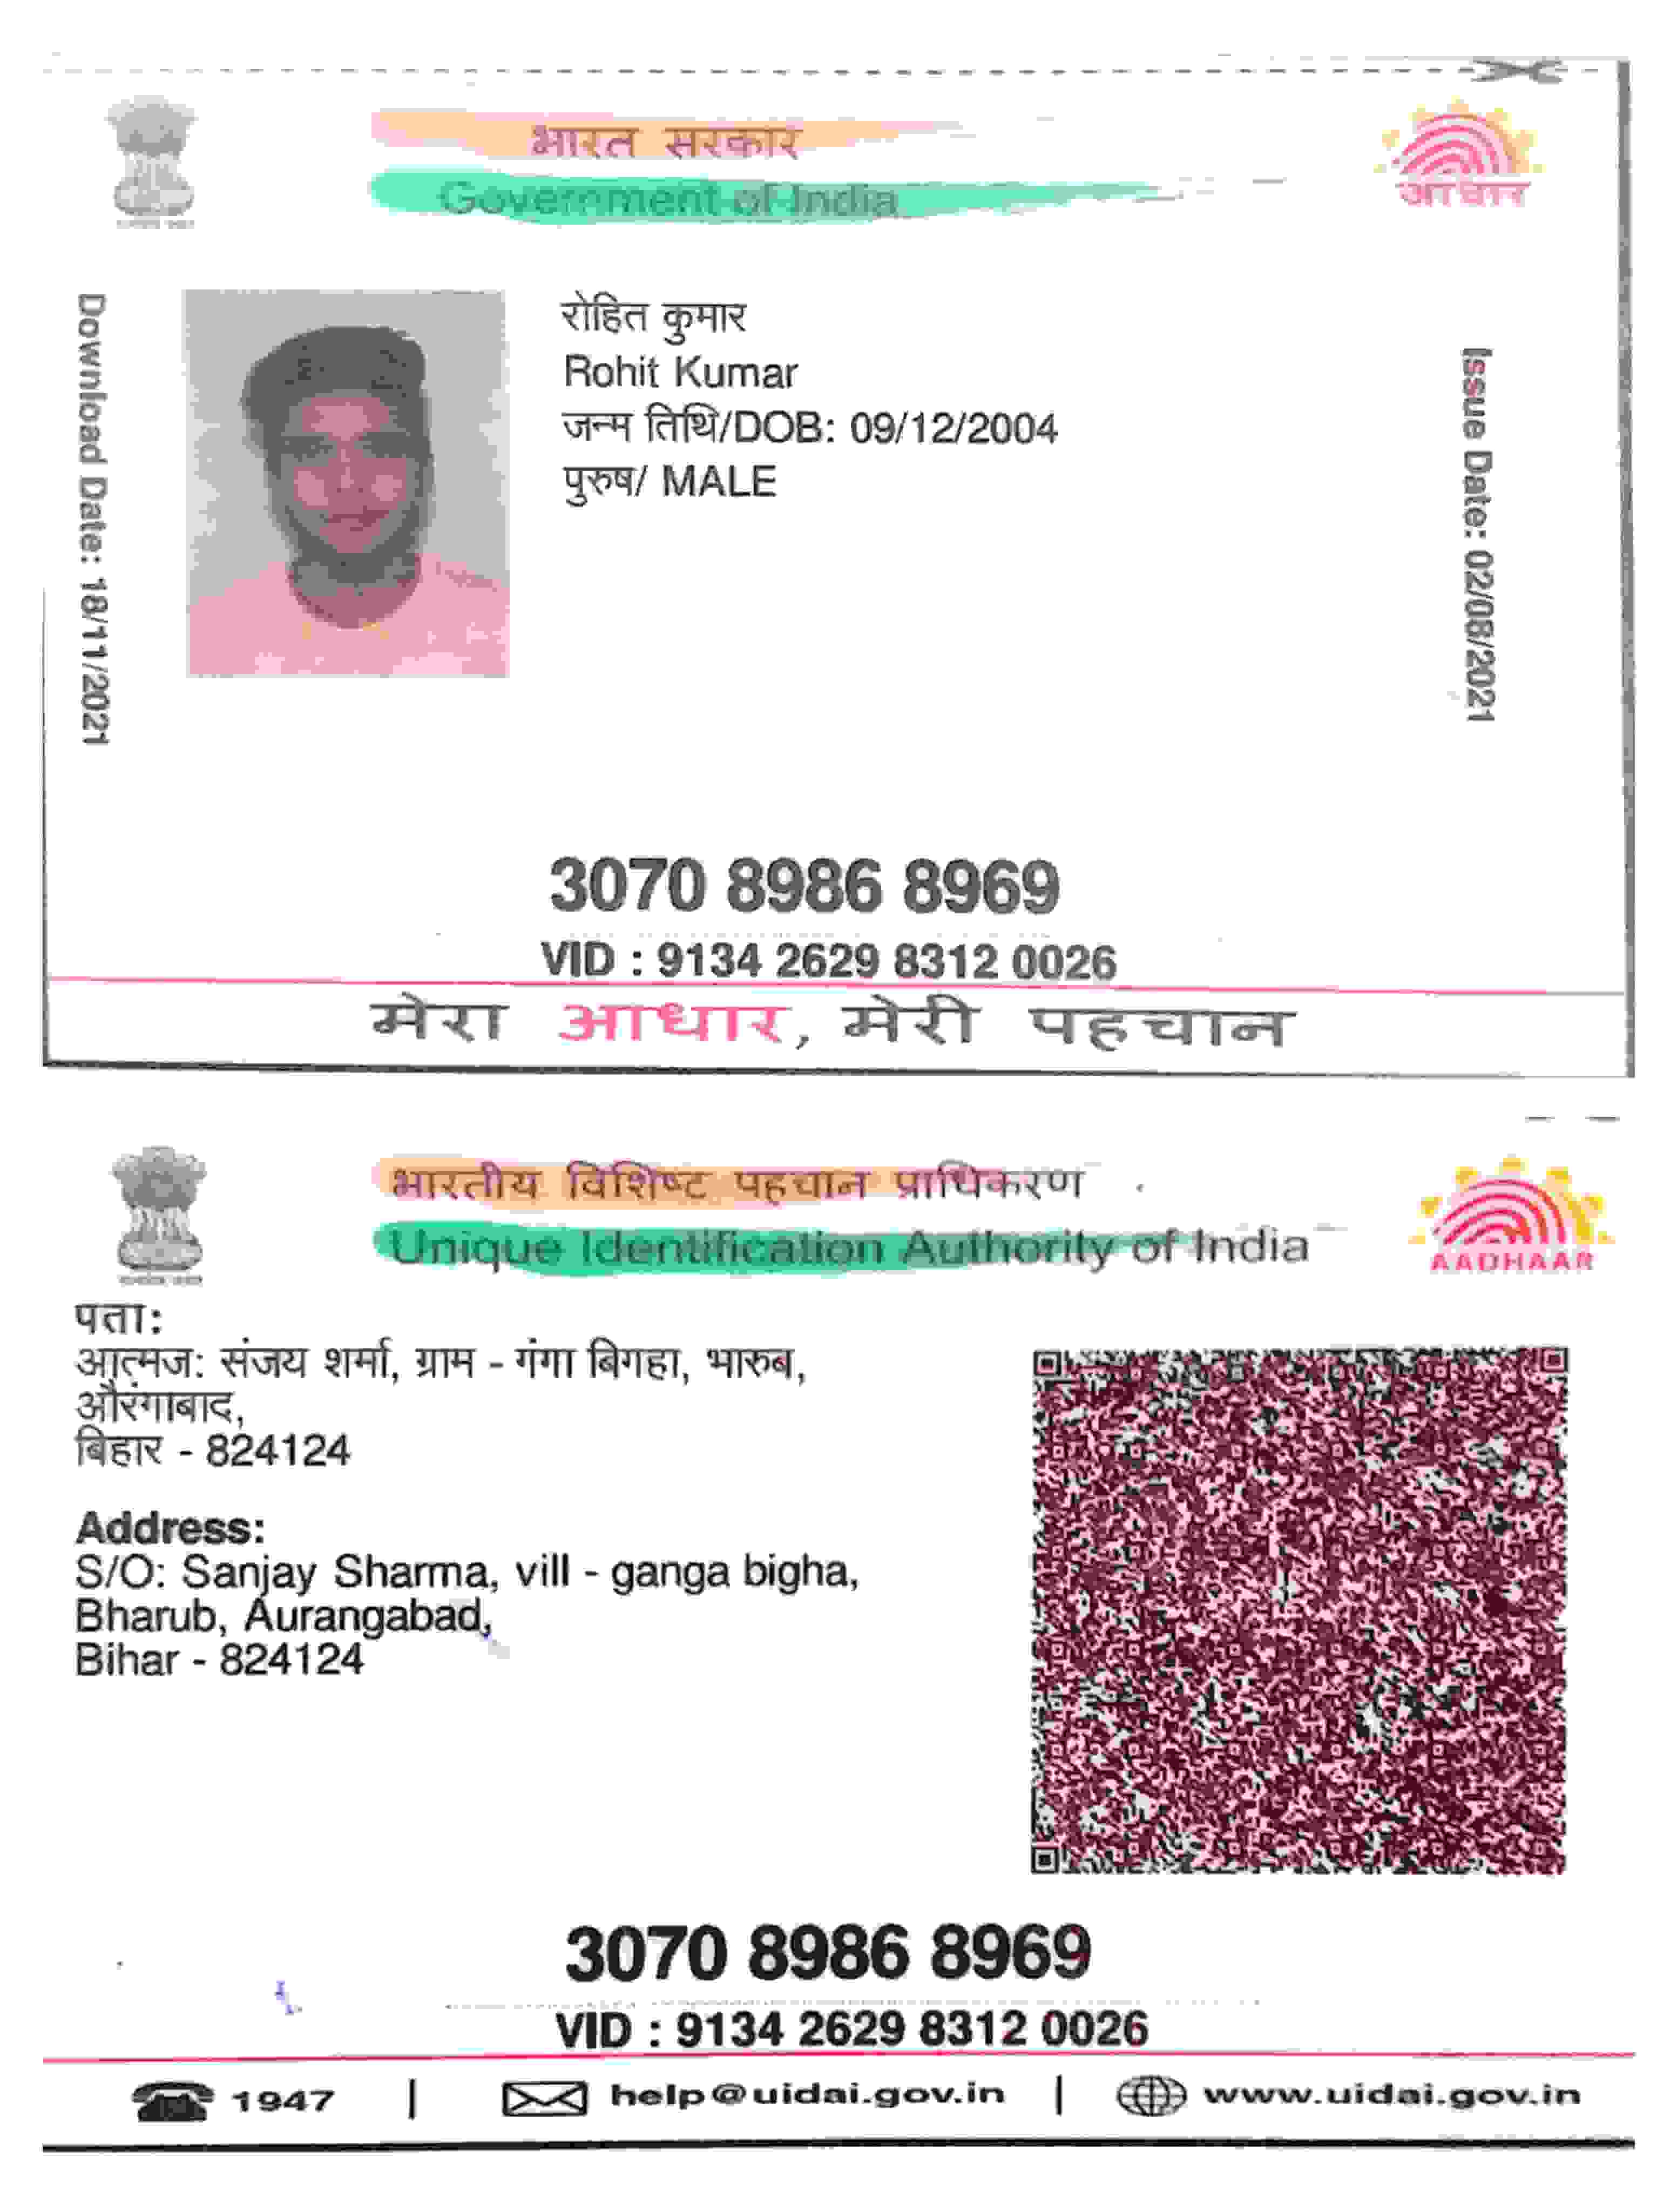 भारत सरकार
Government of India
आधार
Download Date: 18/11/2021
रोहित कुमार
Rohit Kumar
जन्म तिथि/DOB: 09/12/2004
पुरुष/ MALE
Issue Date: 02/08/2021
3070 8986 8969
VID : 9134 2629 8312 0026
मेरा आधार, मेरी पहचान
भारतीय विशिष्ट पहचान प्राधिकरण
Unique Identification Authority of India
AADHAAR
पता:
आत्मज: संजय शर्मा, ग्राम - गंगा बिगहा, भारुब,
औरंगाबाद,
बिहार - 824124
Address:
S/O: Sanjay Sharma, vill - ganga bigha,
Bharub, Aurangabad,
Bihar - 824124
3070 8986 8969
VID : 9134 2629 8312 0026
1947 | help@uidai.gov.in | www.uidai.gov.in